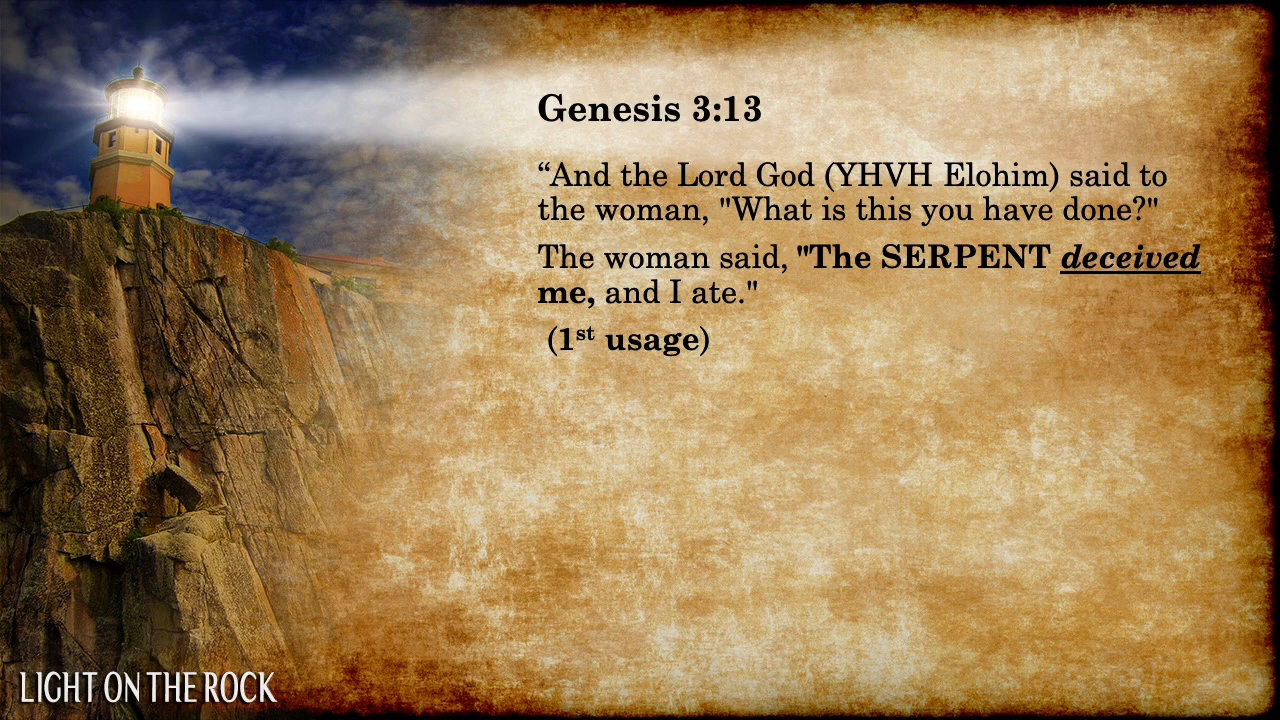 Genesis 3:13
“And the Lord God (YHVH Elohim) said to
the woman, "What is this you have done?"
The woman said, "The SERPENT deceived
me, and I ate."
(1st usage)
LIGHT ON THE ROCK